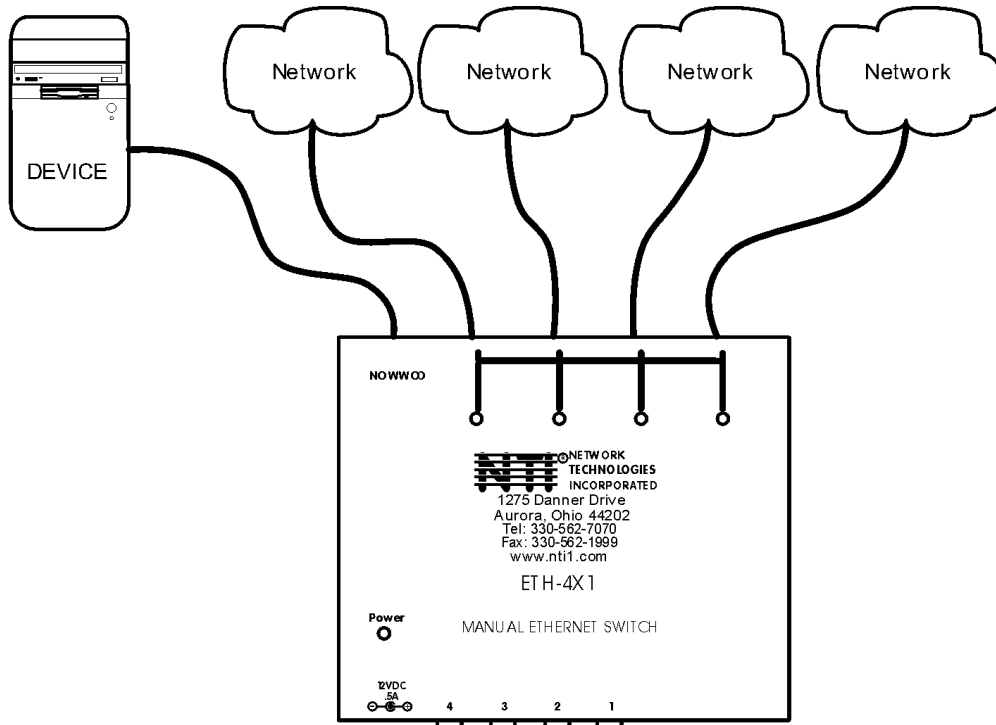 Network
Network
Network
Network
DEVICE
NOWWOO
NTI ® NETWORK
TECHNOLOGIES
INCORPORATED
1275 Danner Drive
Aurora, Ohio 44202
Tel: 330-562-7070
Fax: 330-562-1999
www.nti1.com
ETH-4X1
Power
MANUAL ETHERNET SWITCH
12VDC
.5A
4 3 2 1